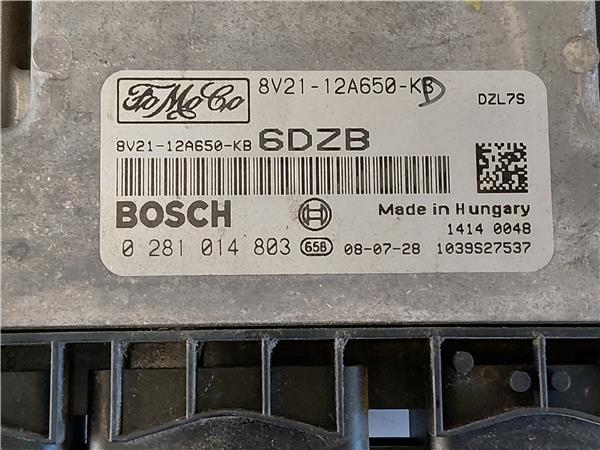 FoMoCo 8V21-12A650-KB D DZL7S
8V21-12A650-KB 6DZB
BOSCH Made in Hungary
1414 0048
0 281 014 803 65B 08-07-28 1039S27537